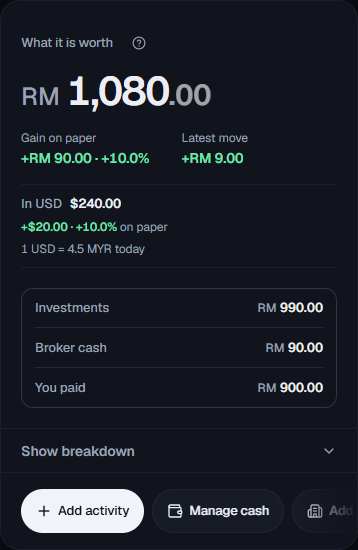 What it is worth ?
RM 1,080.00
Gain on paper Latest move
+RM 90.00 · +10.0% +RM 9.00
In USD $240.00
+$20.00 · +10.0% on paper
1 USD = 4.5 MYR today
Investments RM 990.00
Broker cash RM 90.00
You paid RM 900.00
Show breakdown
+ Add activity Manage cash Add